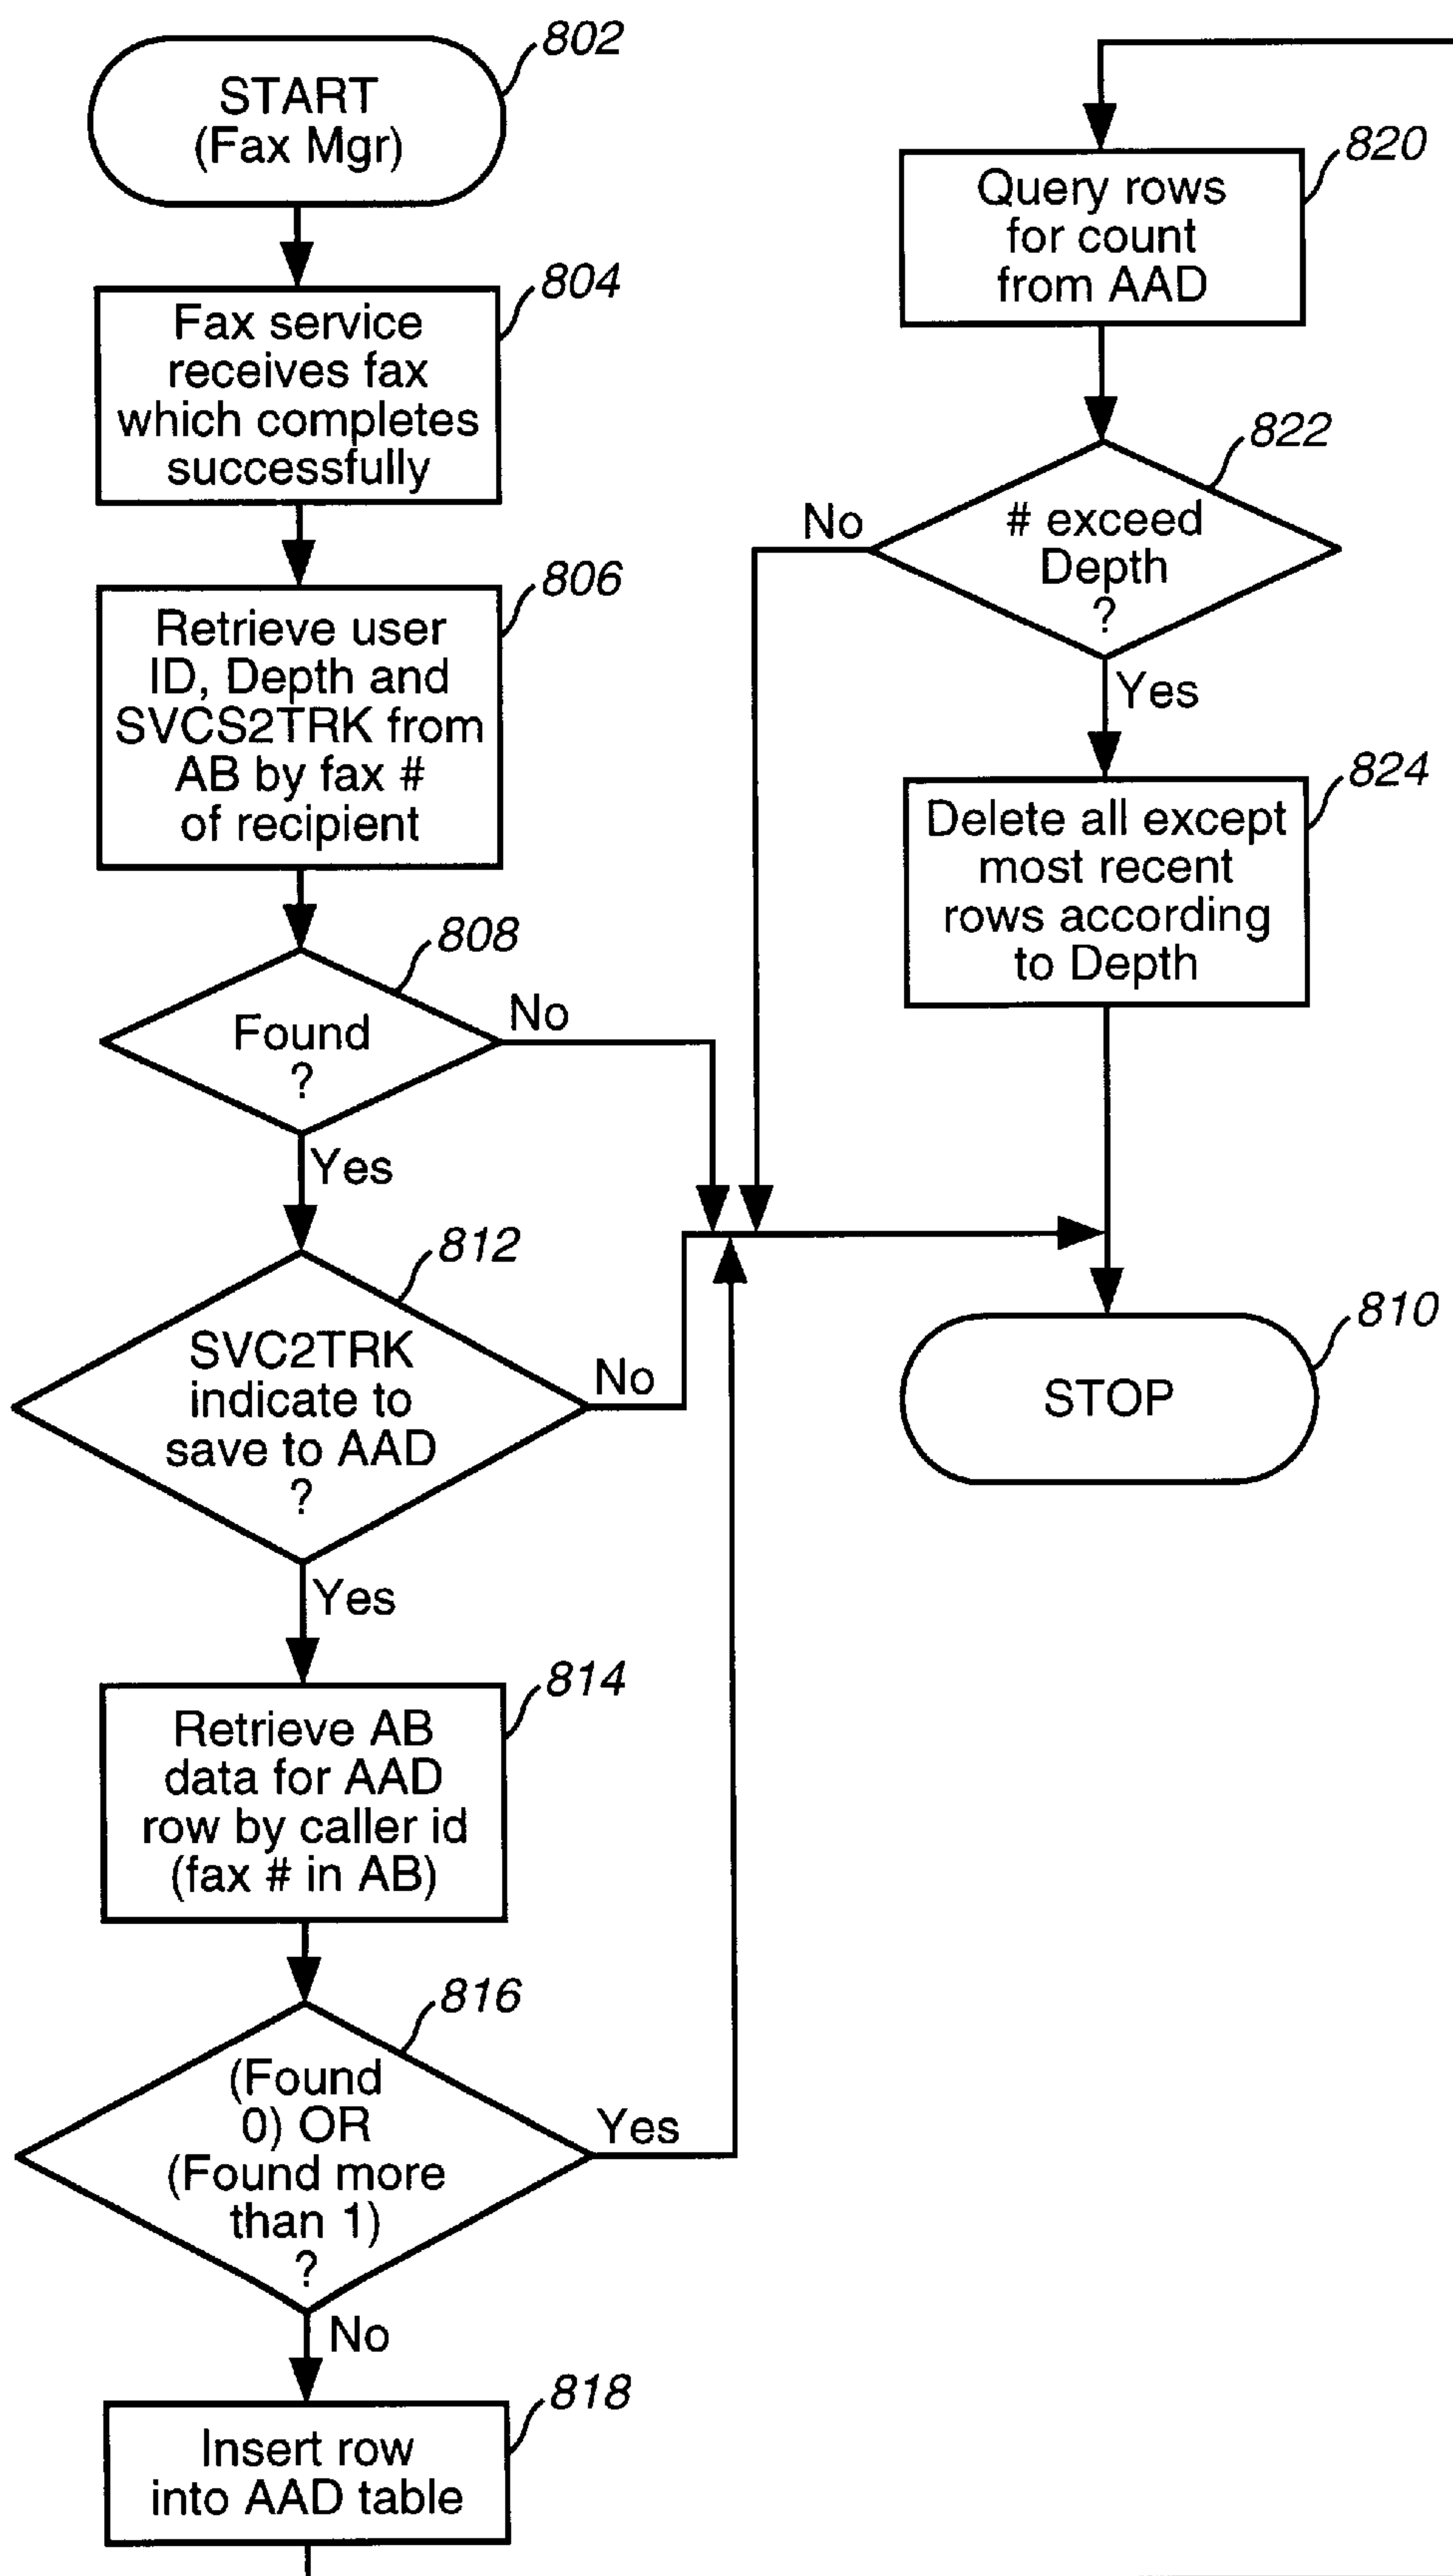 802
START
(Fax Mgr)
804
Fax service
receives fax
which completes
successfully
806
Retrieve user
ID, Depth and
SVCS2TRK from
AB by fax #
of recipient
808
Found
?
No
Yes
812
SVC2TRK
indicate to
save to AAD
?
No
Yes
814
Retrieve AB
data for AAD
row by caller id
(fax # in AB)
816
(Found
0) OR
(Found more
than 1)
?
Yes
No
818
Insert row
into AAD table
820
Query rows
for count
from AAD
822
# exceed
Depth
?
No
Yes
824
Delete all except
most recent
rows according
to Depth
810
STOP